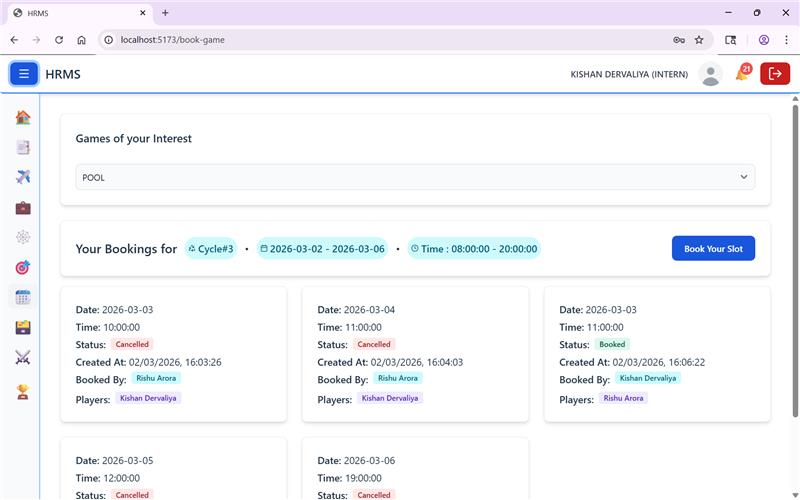 HRMS
localhost:5173/book-game
HRMS
KISHAN DERVALIYA (INTERN)
21
Games of your Interest
POOL
Your Bookings for Cycle#3 • 2026-03-02 - 2026-03-06 • Time : 08:00:00 - 20:00:00
Book Your Slot
Date: 2026-03-03
Time: 10:00:00
Status: Cancelled
Created At: 02/03/2026, 16:03:26
Booked By: Rishu Arora
Players: Kishan Dervaliya
Date: 2026-03-04
Time: 11:00:00
Status: Cancelled
Created At: 02/03/2026, 16:04:03
Booked By: Rishu Arora
Players: Kishan Dervaliya
Date: 2026-03-03
Time: 11:00:00
Status: Booked
Created At: 02/03/2026, 16:06:22
Booked By: Kishan Dervaliya
Players: Rishu Arora
Date: 2026-03-05
Time: 12:00:00
Status: Cancelled
Date: 2026-03-06
Time: 19:00:00
Status: Cancelled